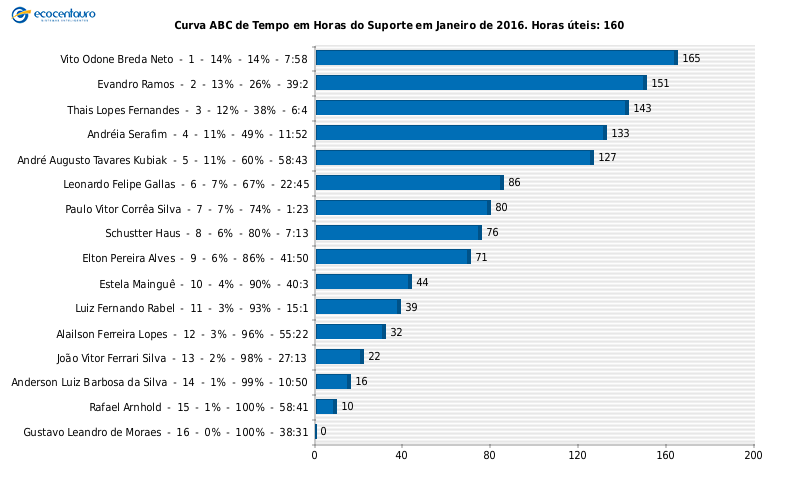 ecocentauro
Curva ABC de Tempo em Horas do Suporte em Janeiro de 2016. Horas úteis: 160
Vito Odone Breda Neto - 1 - 14% - 14% - 7:58 165
Evandro Ramos - 2 - 13% - 26% - 39:2 151
Thais Lopes Fernandes - 3 - 12% - 38% - 6:4 143
Andréia Serafim - 4 - 11% - 49% - 11:52 133
André Augusto Tavares Kubiak - 5 - 11% - 60% - 58:43 127
Leonardo Felipe Gallas - 6 - 7% - 67% - 22:45 86
Paulo Vitor Corrêa Silva - 7 - 7% - 74% - 1:23 80
Schustter Haus - 8 - 6% - 80% - 7:13 76
Elton Pereira Alves - 9 - 6% - 86% - 41:50 71
Estela Mainguê - 10 - 4% - 90% - 40:3 44
Luiz Fernando Rabel - 11 - 3% - 93% - 15:1 39
Alailson Ferreira Lopes - 12 - 3% - 96% - 55:22 32
João Vitor Ferrari Silva - 13 - 2% - 98% - 27:13 22
Anderson Luiz Barbosa da Silva - 14 - 1% - 99% - 10:50 16
Rafael Arnhold - 15 - 1% - 100% - 58:41 10
Gustavo Leandro de Moraes - 16 - 0% - 100% - 38:31 0
0 40 80 120 160 200